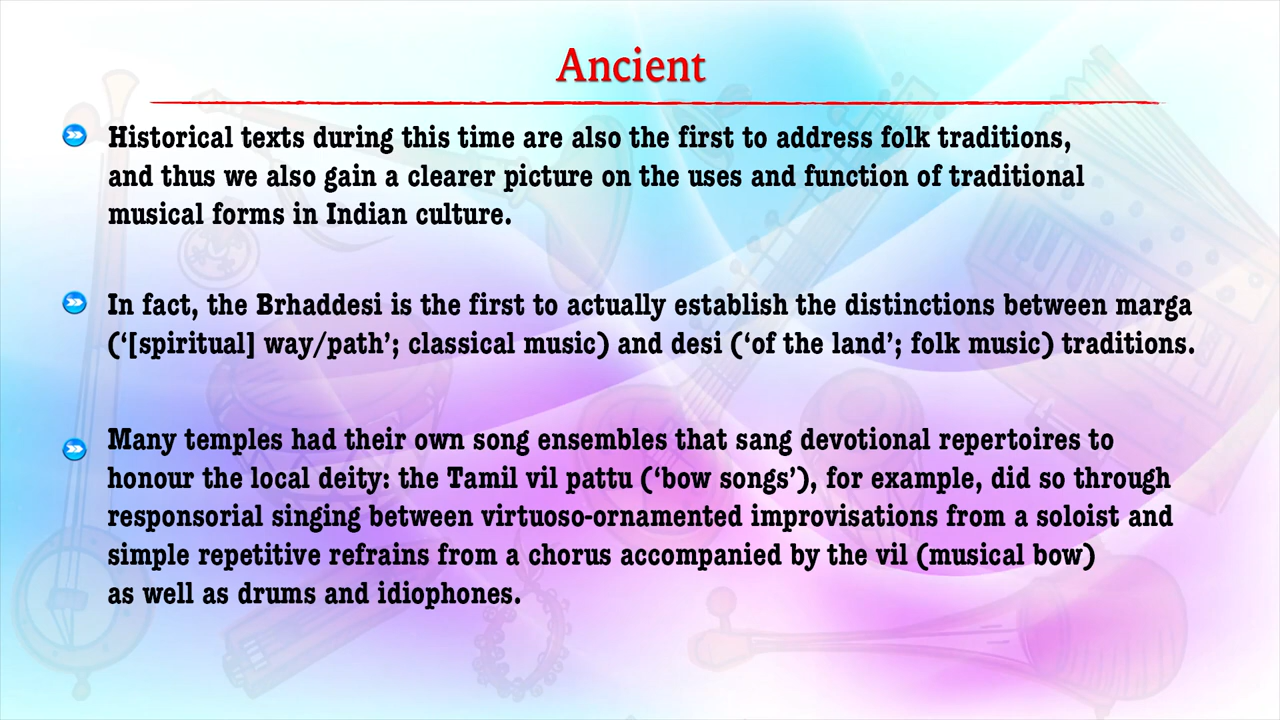 Ancient
Historical texts during this time are also the first to address folk traditions,
and thus we also gain a clearer picture on the uses and function of traditional
musical forms in Indian culture.
In fact, the Brhaddesi is the first to actually establish the distinctions between marga
(‘[spiritual] way/path’; classical music) and desi (‘of the land’; folk music) traditions.
Many temples had their own song ensembles that sang devotional repertoires to
honour the local deity: the Tamil vil pattu (‘bow songs’), for example, did so through
responsorial singing between virtuoso-ornamented improvisations from a soloist and
simple repetitive refrains from a chorus accompanied by the vil (musical bow)
as well as drums and idiophones.